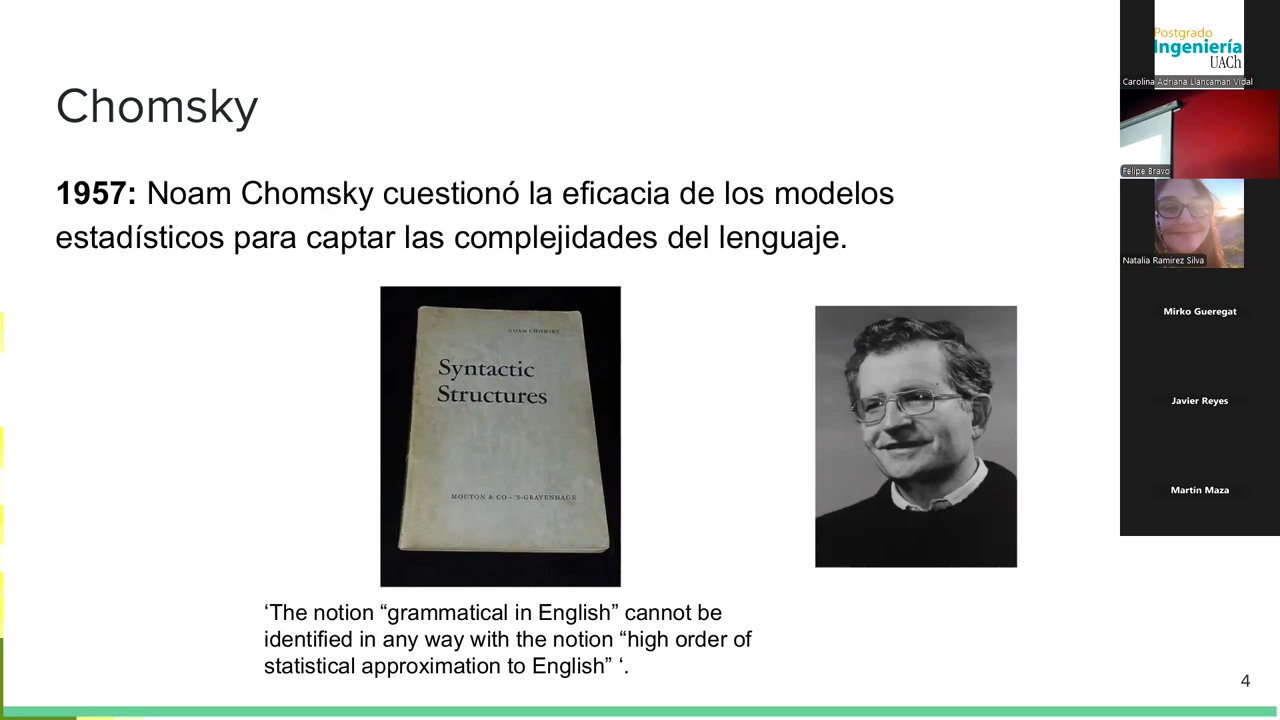 Chomsky
1957: Noam Chomsky cuestionó la eficacia de los modelos
estadísticos para captar las complejidades del lenguaje.
NOAM CHOMSKY
Syntactic
Structures
MOUTON & CO - 'S-GRAVENHAGE
‘The notion “grammatical in English” cannot be
identified in any way with the notion “high order of
statistical approximation to English” ‘.
4
Postgrado
Ingeniería
UACh
Carolina Adriana Llancaman Vidal
Felipe Bravo
Natalia Ramirez Silva
Mirko Gueregat
Javier Reyes
Martín Maza